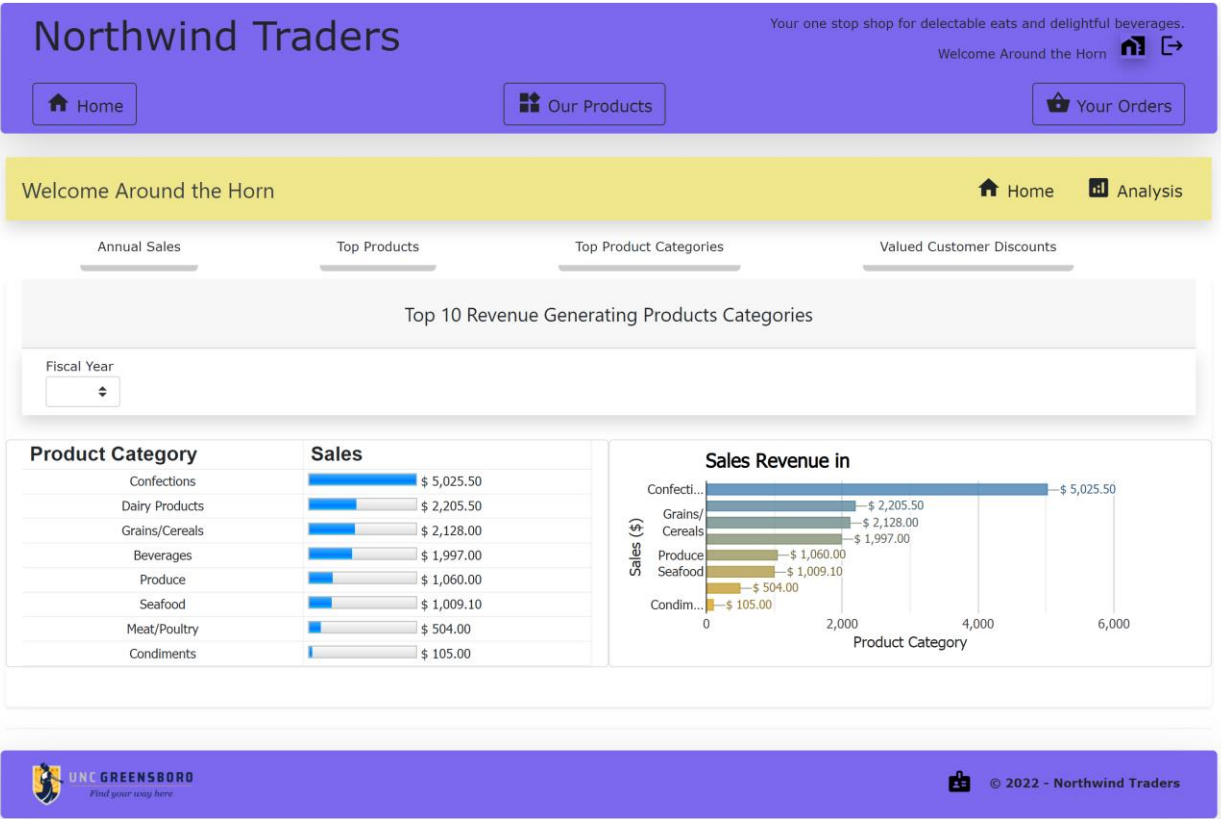 Northwind Traders
Your one stop shop for delectable eats and delightful beverages.
Welcome Around the Horn
Home
Our Products
Your Orders
Welcome Around the Horn
Home
Analysis
Annual Sales
Top Products
Top Product Categories
Valued Customer Discounts
Top 10 Revenue Generating Products Categories
Fiscal Year
Product Category Sales
Confections $ 5,025.50
Dairy Products $ 2,205.50
Grains/Cereals $ 2,128.00
Beverages $ 1,997.00
Produce $ 1,060.00
Seafood $ 1,009.10
Meat/Poultry $ 504.00
Condiments $ 105.00
Sales Revenue in
Sales ($)
Confecti... $ 5,025.50
$ 2,205.50
Grains/
Cereals $ 2,128.00
$ 1,997.00
Produce $ 1,060.00
Seafood $ 1,009.10
$ 504.00
Condim... $ 105.00
0 2,000 4,000 6,000
Product Category
UNC GREENSBORO
Find your way here
© 2022 - Northwind Traders